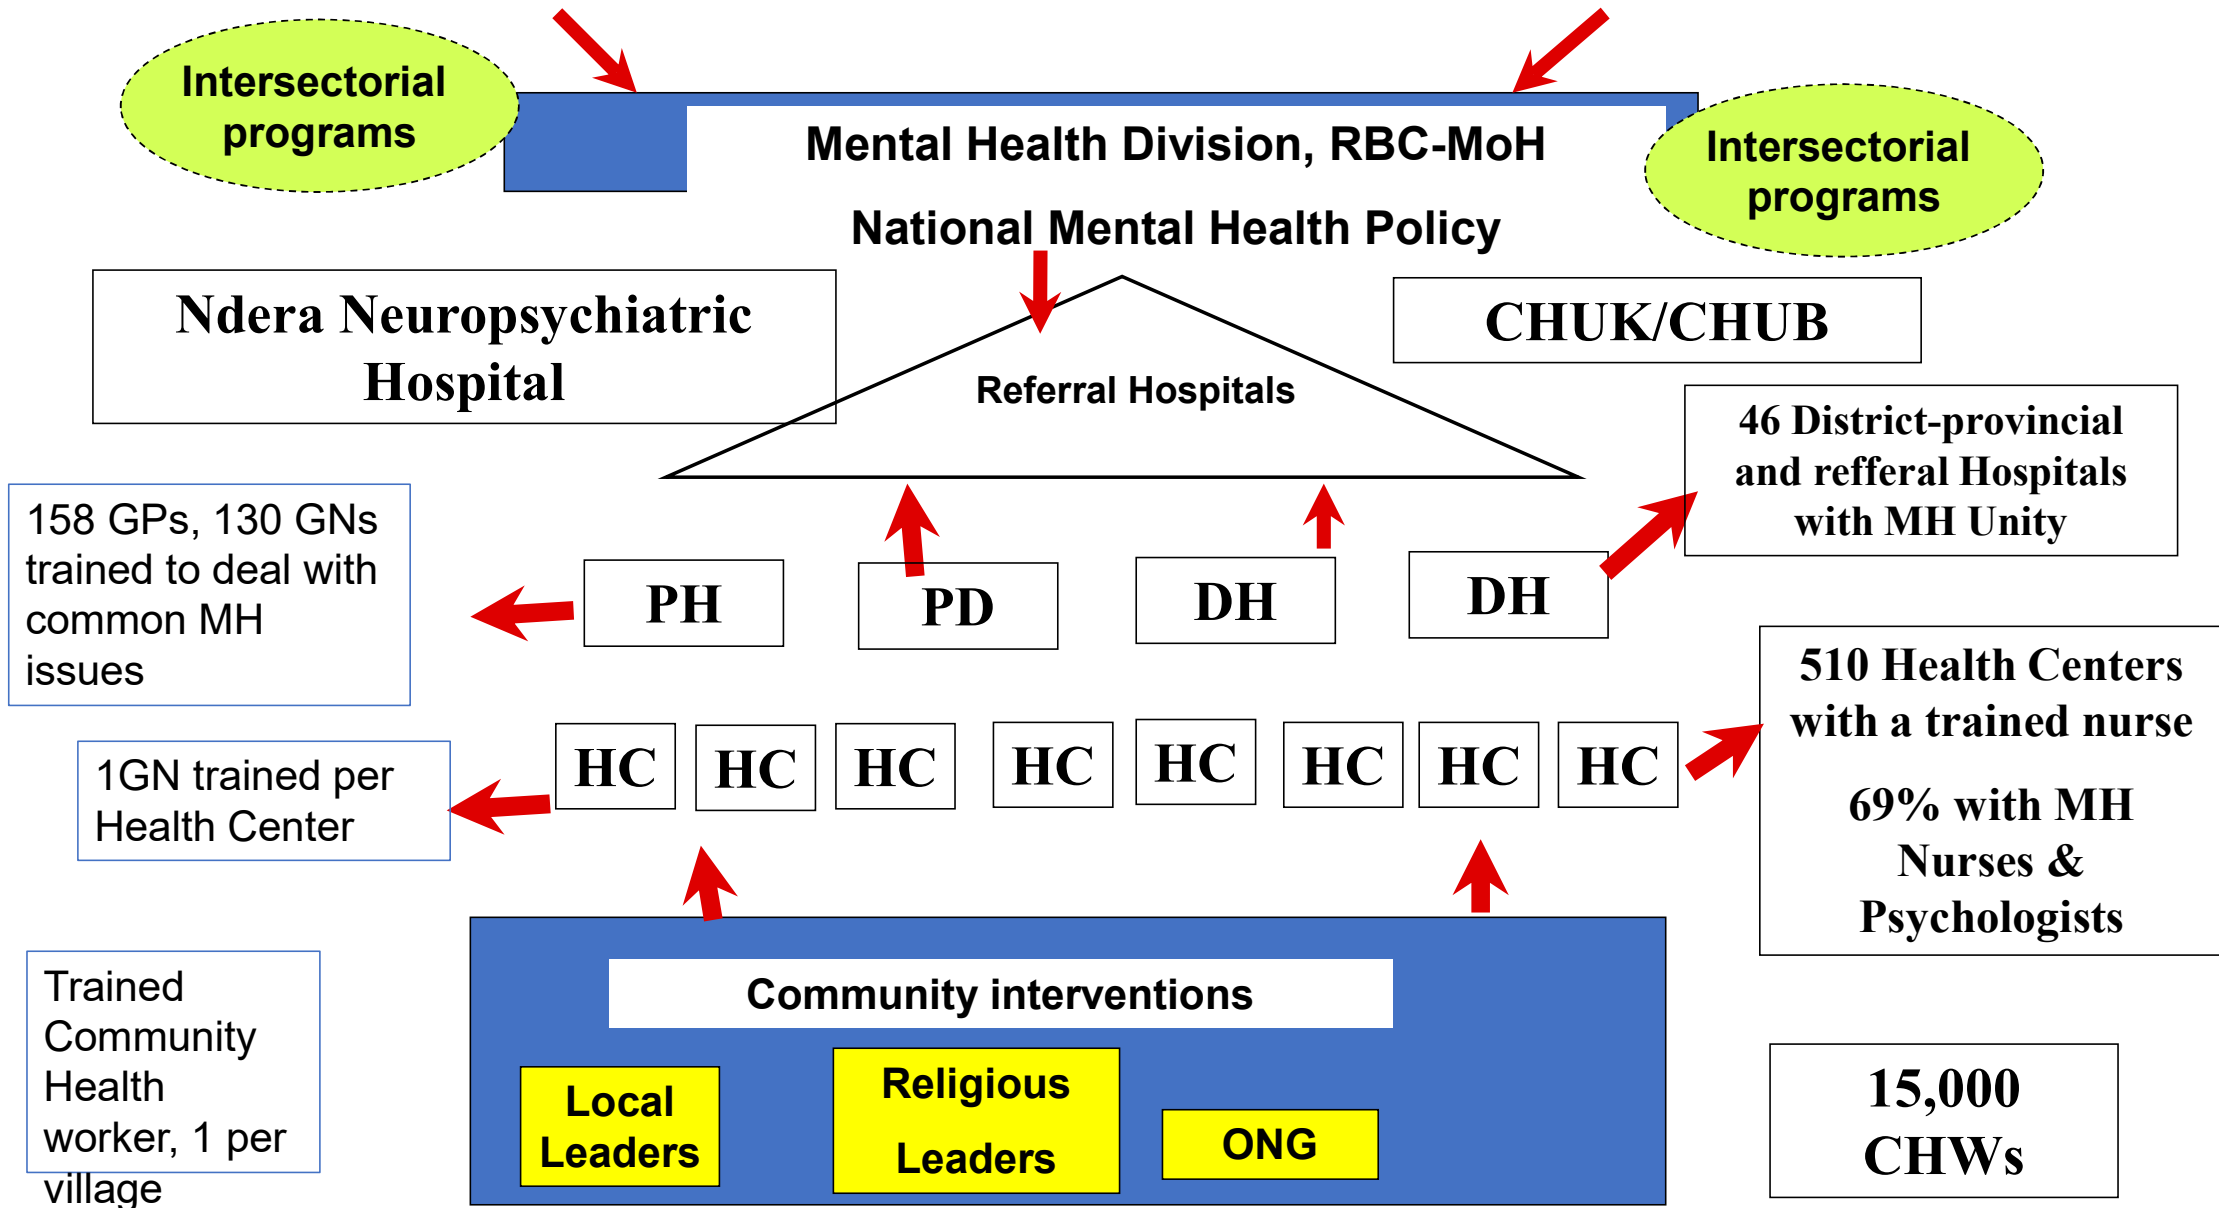 Intersectorial
programs
Mental Health Division, RBC-MoH
National Mental Health Policy
Intersectorial
programs
Ndera Neuropsychiatric
Hospital
CHUK/CHUB
Referral Hospitals
46 District-provincial
and refferal Hospitals
with MH Unity
158 GPs, 130 GNs
trained to deal with
common MH
issues
PH
PD
DH
DH
510 Health Centers
with a trained nurse
69% with MH
Nurses &
Psychologists
1GN trained per
Health Center
HC
HC
HC
HC
HC
HC
HC
HC
Trained
Community
Health
worker, 1 per
village
Community interventions
Local
Leaders
Religious
Leaders
ONG
15,000
CHWs